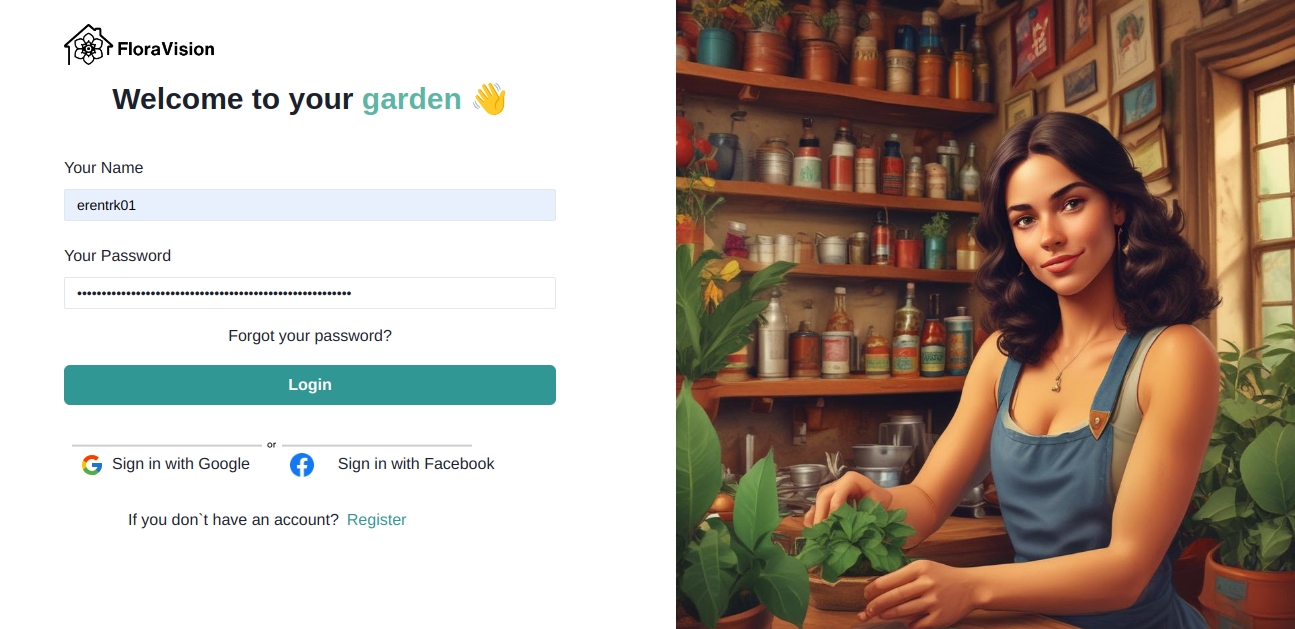 FloraVision
Welcome to your garden 👋
Your Name
erentrk01
Your Password
••••••••••••••••••••••••••••••••••••••••••••••••••••••••
Forgot your password?
Login
or
Sign in with Google
Sign in with Facebook
If you don`t have an account? Register